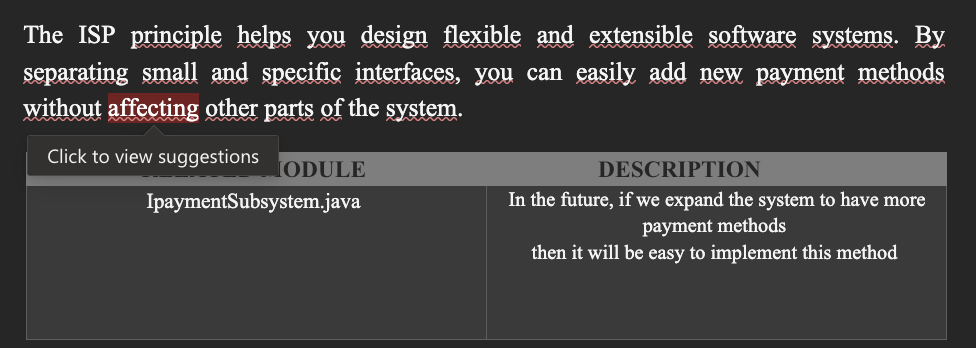 The ISP principle helps you design flexible and extensible software systems. By
separating small and specific interfaces, you can easily add new payment methods
without affecting other parts of the system.
Click to view suggestions
MODULE DESCRIPTION
IpaymentSubsystem.java
In the future, if we expand the system to have more
payment methods
then it will be easy to implement this method